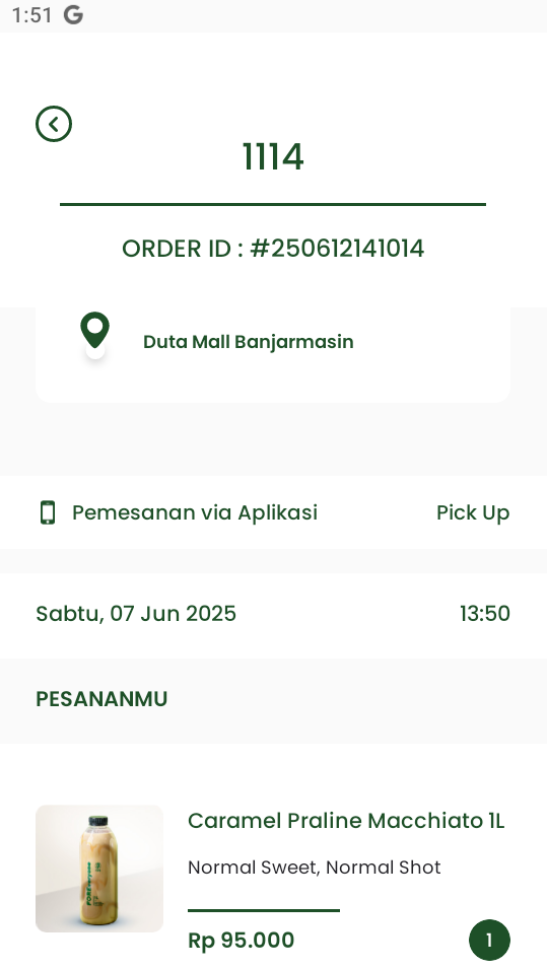 1:51 G
1114
ORDER ID : #250612141014
Duta Mall Banjarmasin
Pemesanan via Aplikasi Pick Up
Sabtu, 07 Jun 2025 13:50
PESANANMU
Caramel Praline Macchiato 1L
Normal Sweet, Normal Shot
Rp 95.000 1